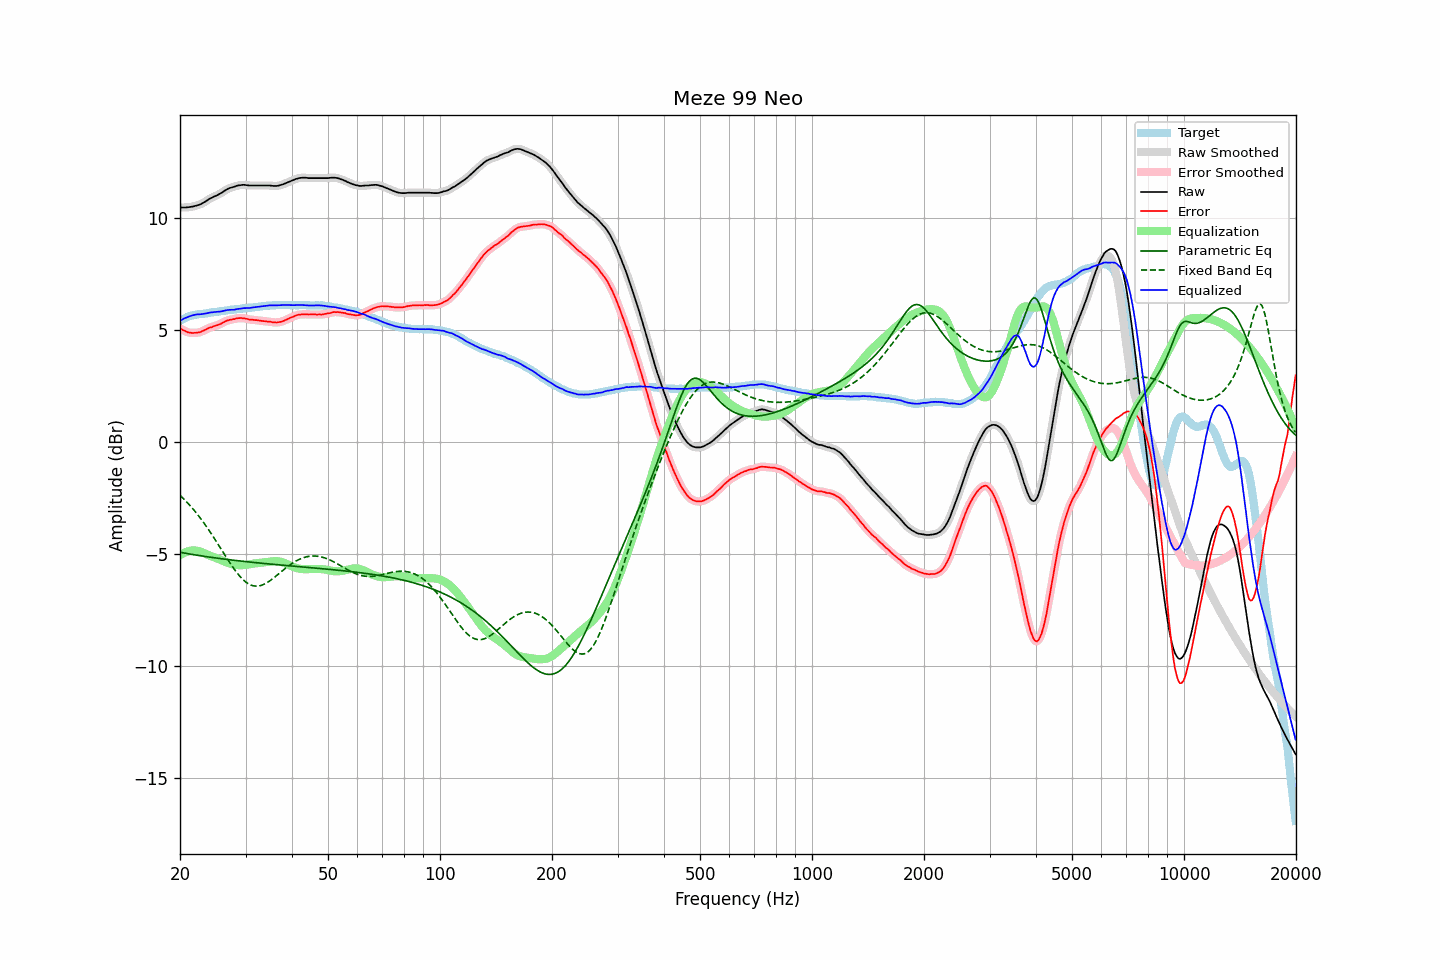 Meze 99 Neo
Amplitude (dBr)
10
5
0
−5
−10
−15
Target
Raw Smoothed
Error Smoothed
Raw
Error
Equalization
Parametric Eq
Fixed Band Eq
Equalized
20 50 100 200 500 1000 2000 5000 10000 20000
Frequency (Hz)